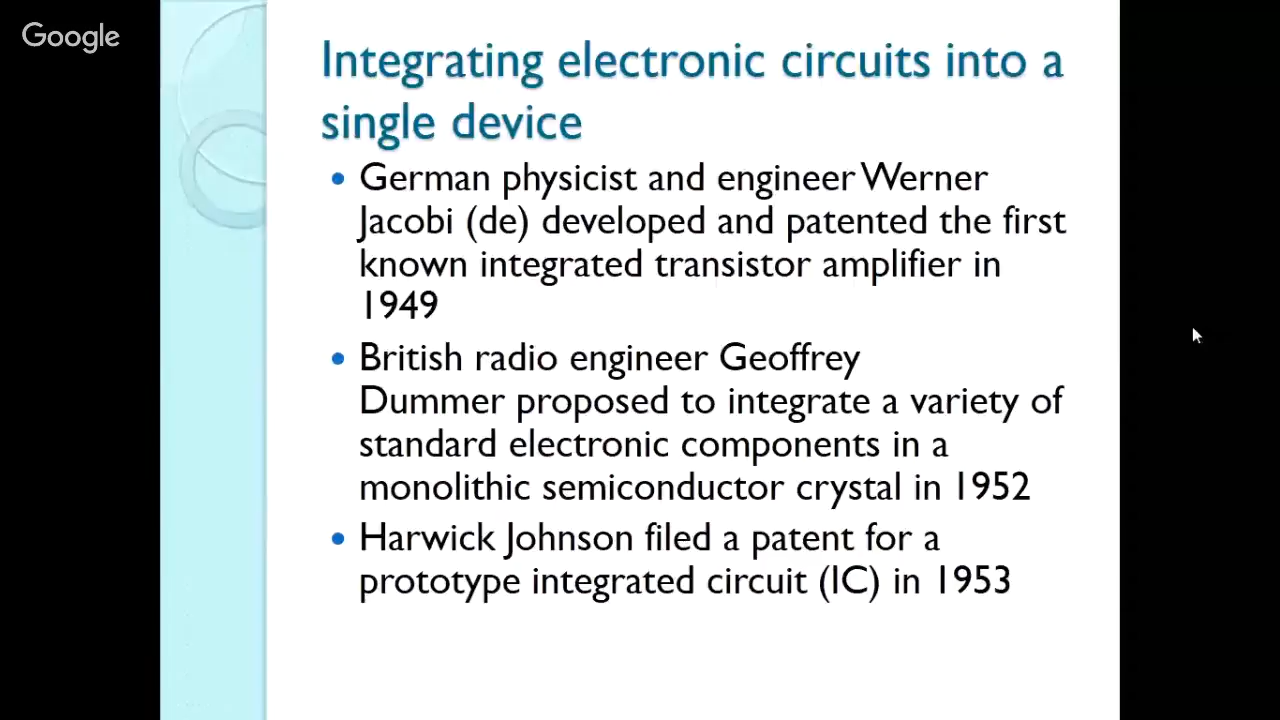 Google
Integrating electronic circuits into a
single device
• German physicist and engineer Werner
Jacobi (de) developed and patented the first
known integrated transistor amplifier in
1949
• British radio engineer Geoffrey
Dummer proposed to integrate a variety of
standard electronic components in a
monolithic semiconductor crystal in 1952
• Harwick Johnson filed a patent for a
prototype integrated circuit (IC) in 1953